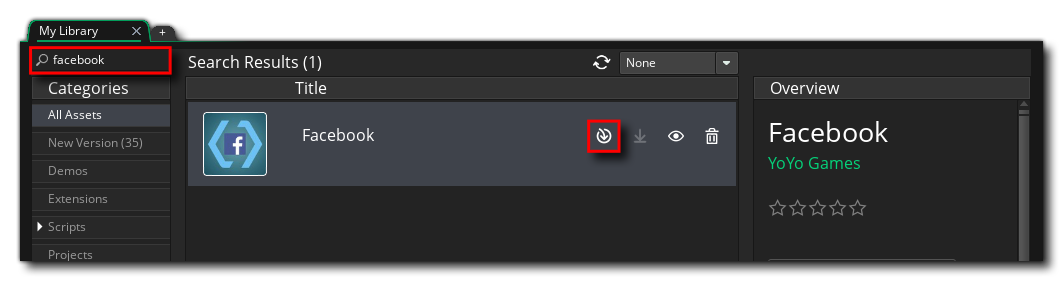 My Library
+
facebook
Search Results (1)
None
Categories
Title
Overview
All Assets
New Version (35)
Demos
Extensions
Scripts
Projects
f
Facebook
Facebook
YoYo Games